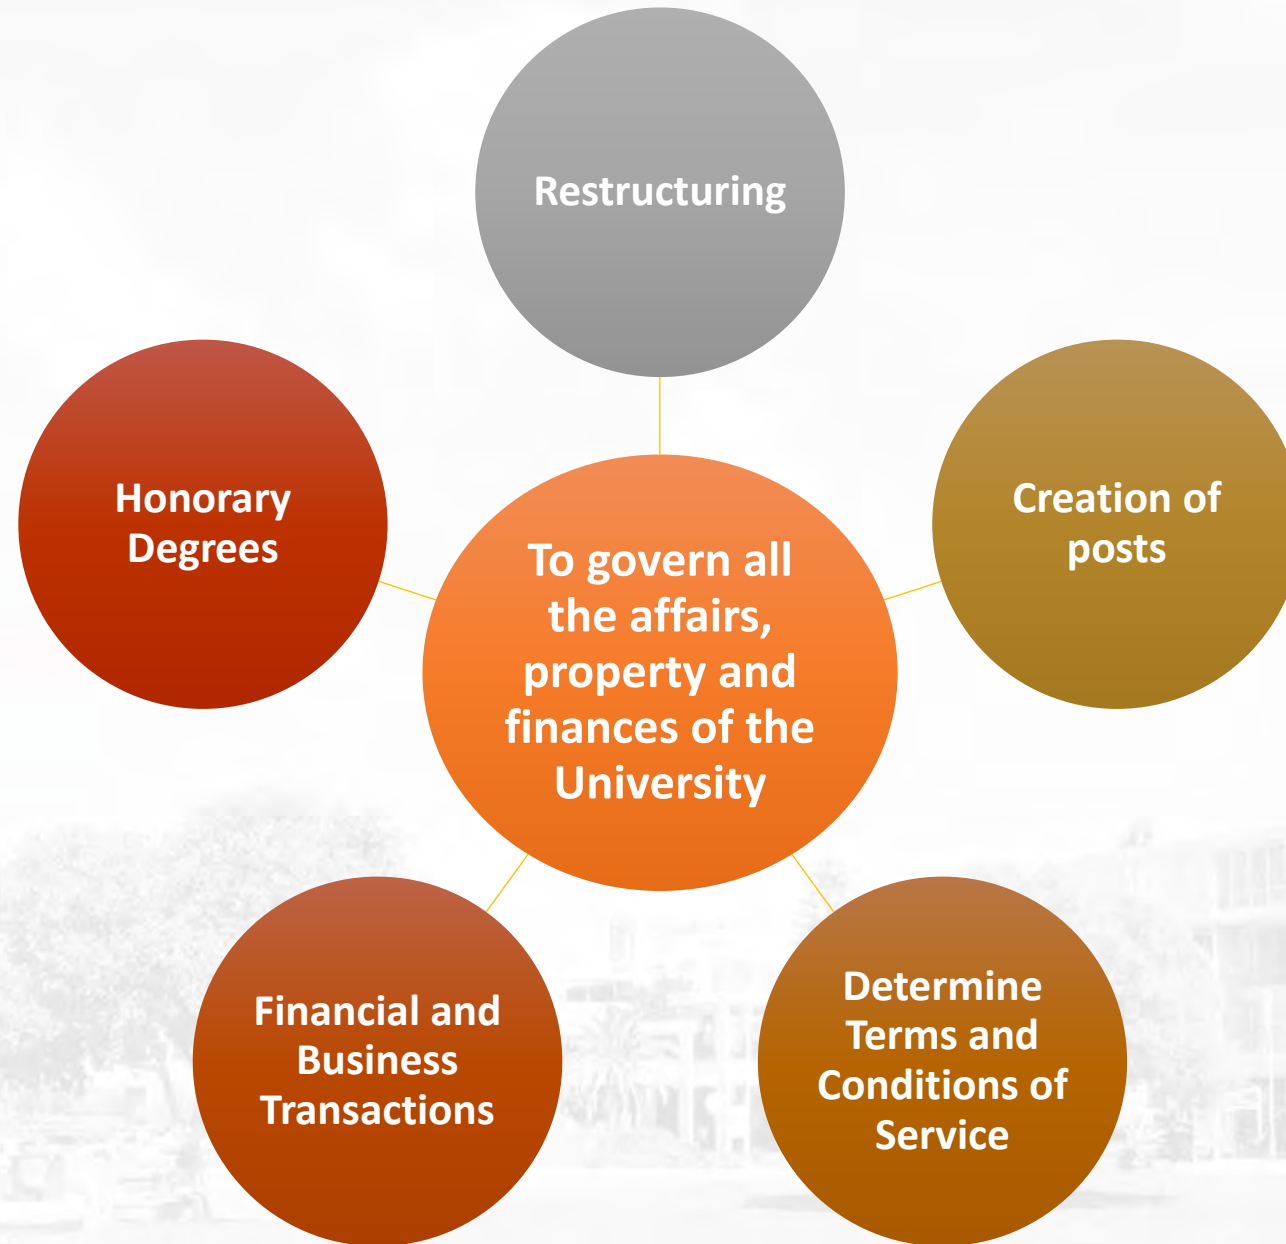 Restructuring
Honorary
Degrees
Creation of
posts
To govern all
the affairs,
property and
finances of the
University
Financial and
Business
Transactions
Determine
Terms and
Conditions of
Service